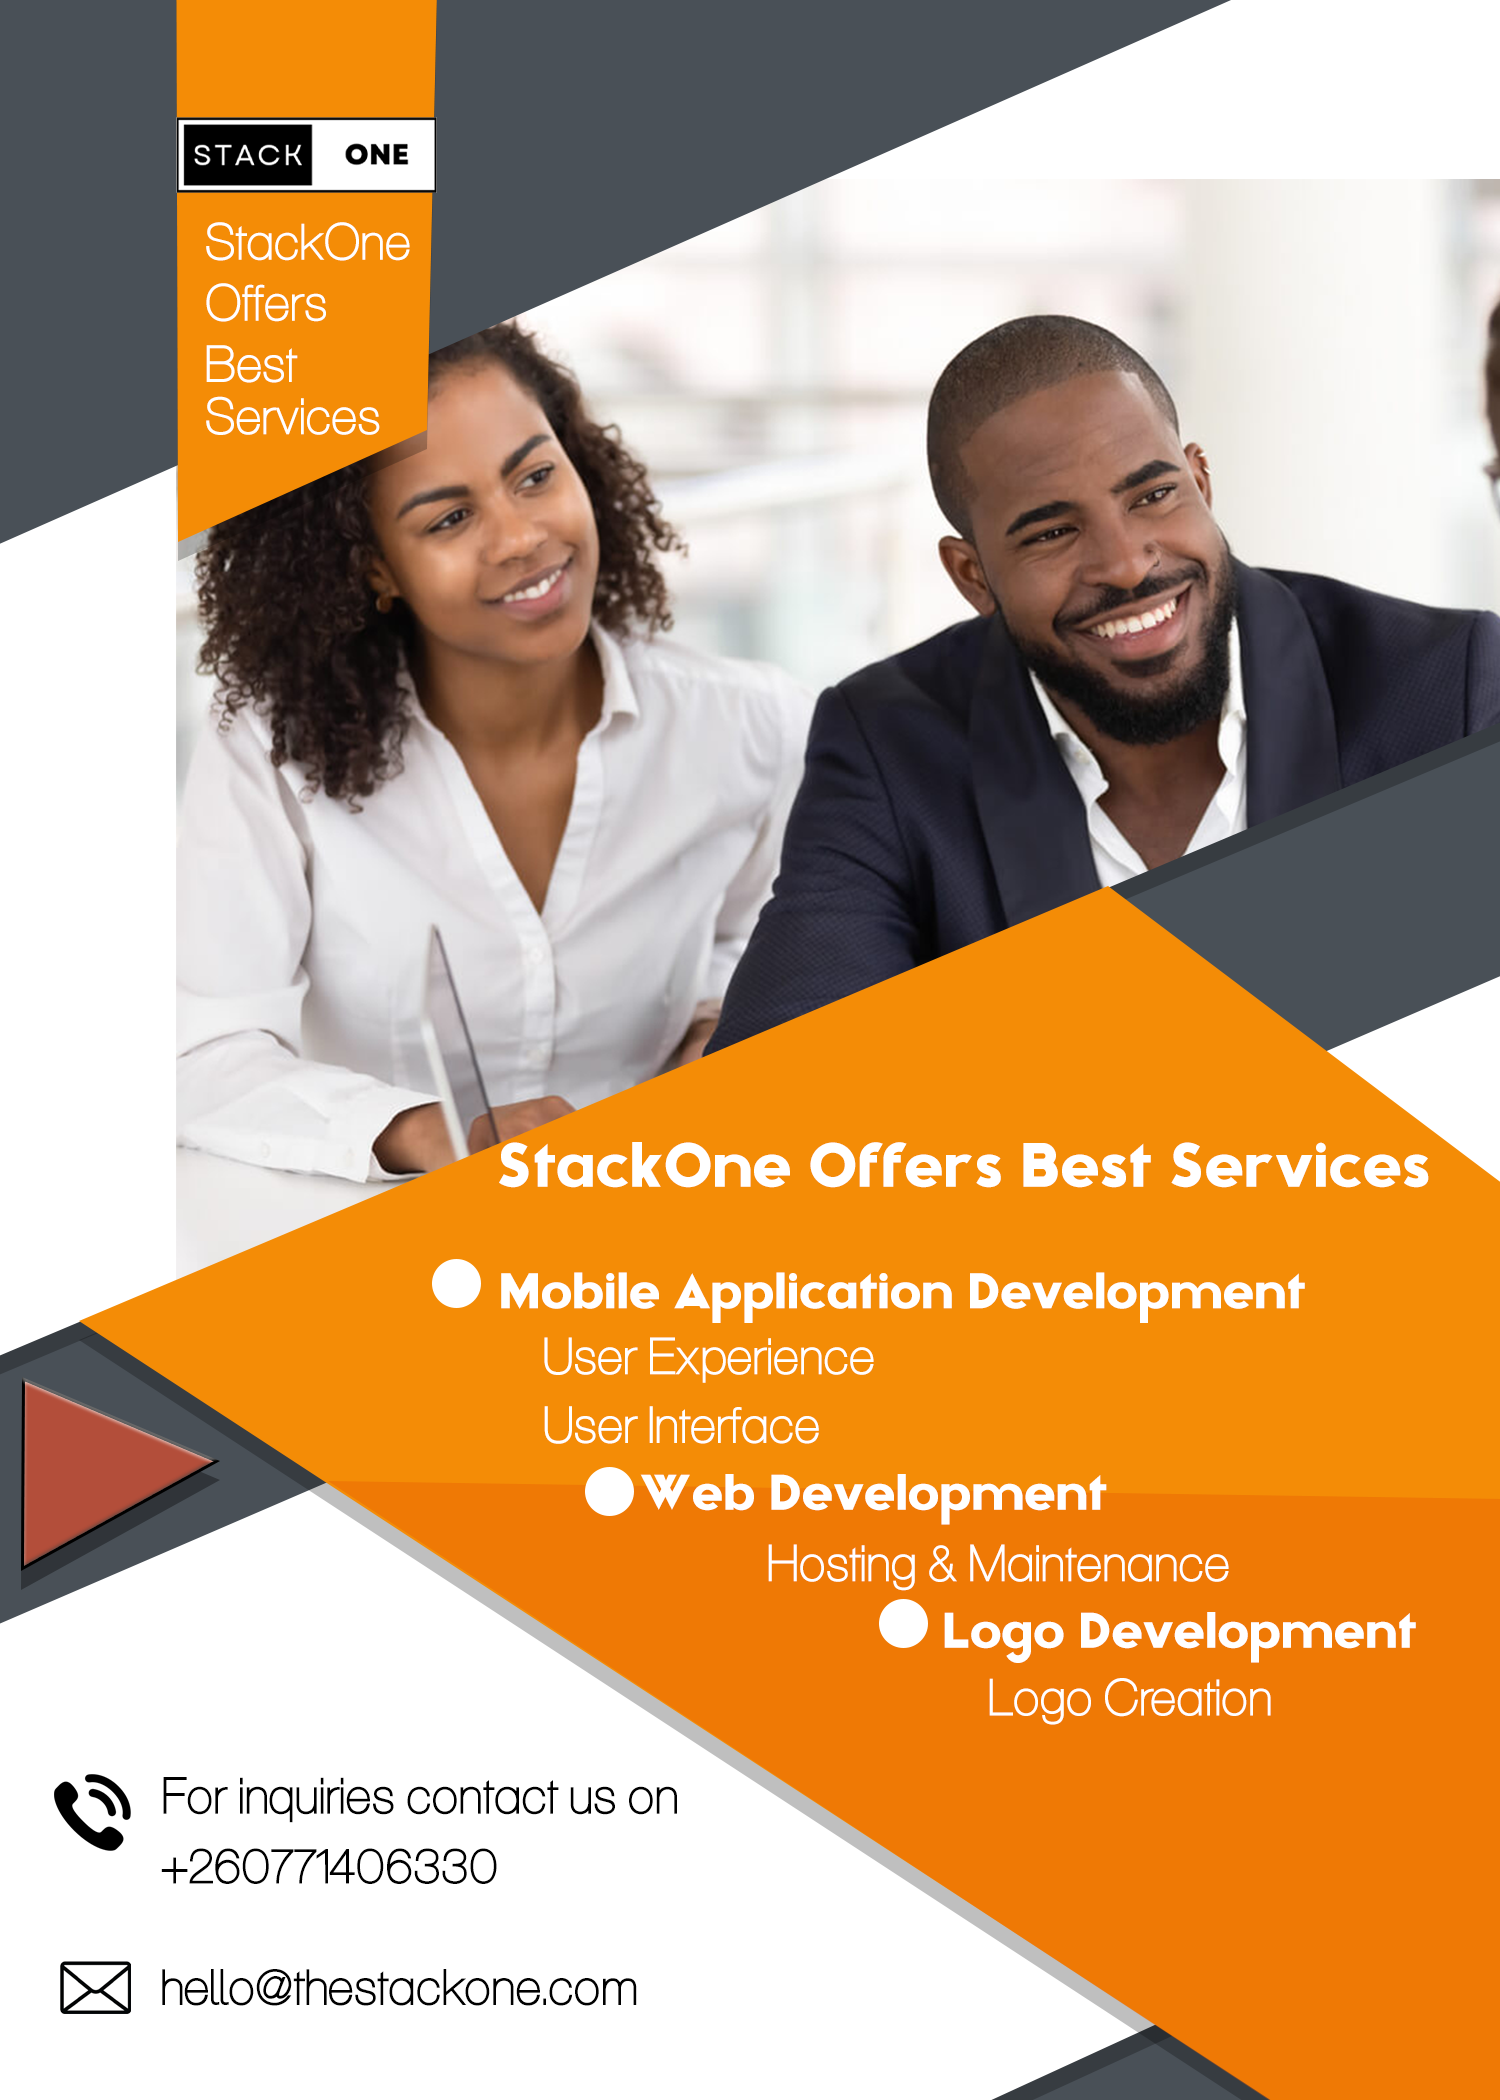 STACK ONE
StackOne
Offers
Best
Services
StackOne Offers Best Services
Mobile Application Development
User Experience
User Interface
Web Development
Hosting & Maintenance
Logo Development
Logo Creation
For inquiries contact us on
+260771406330
hello@thestackone.com